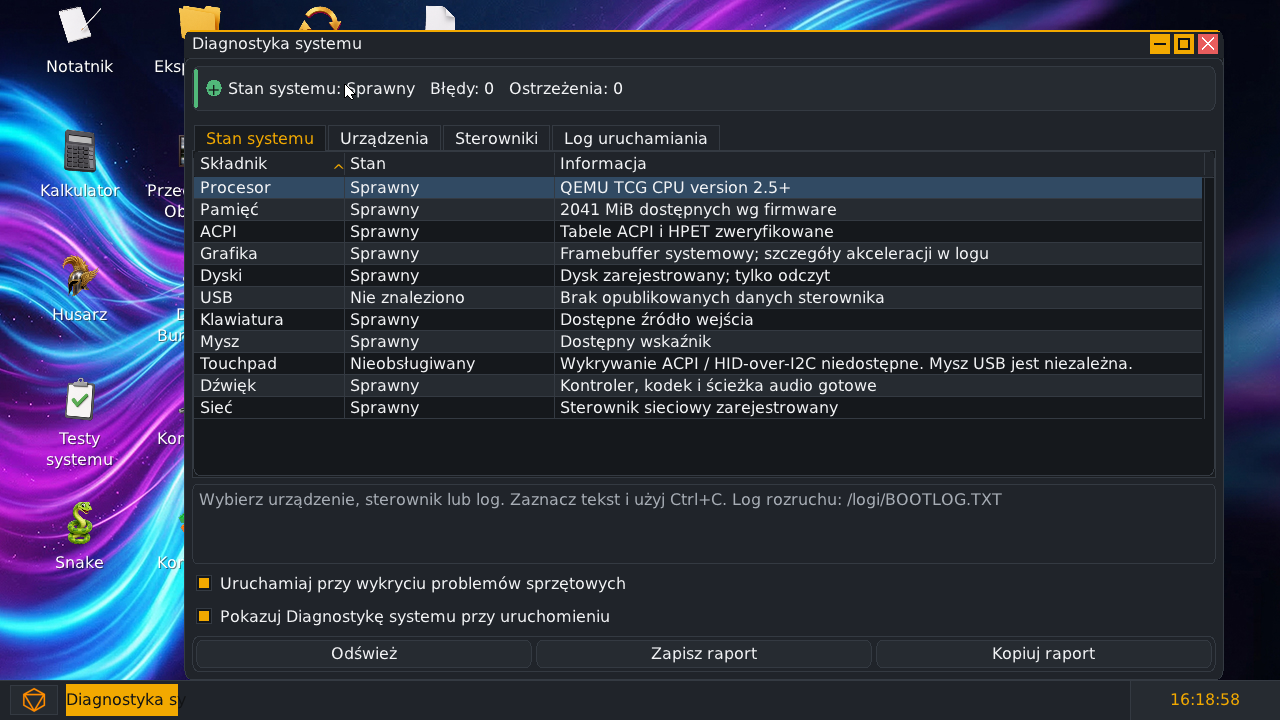 Notatnik
Diagnostyka systemu
Stan systemu: Sprawny Błędy: 0 Ostrzeżenia: 0
Stan systemu Urządzenia Sterowniki Log uruchamiania
Składnik Stan Informacja
Procesor Sprawny QEMU TCG CPU version 2.5+
Pamięć Sprawny 2041 MiB dostępnych wg firmware
ACPI Sprawny Tabele ACPI i HPET zweryfikowane
Grafika Sprawny Framebuffer systemowy; szczegóły akceleracji w logu
Dyski Sprawny Dysk zarejestrowany; tylko odczyt
USB Nie znaleziono Brak opublikowanych danych sterownika
Klawiatura Sprawny Dostępne źródło wejścia
Mysz Sprawny Dostępny wskaźnik
Touchpad Nieobsługiwany Wykrywanie ACPI / HID-over-I2C niedostępne. Mysz USB jest niezależna.
Dźwięk Sprawny Kontroler, kodek i ścieżka audio gotowe
Sieć Sprawny Sterownik sieciowy zarejestrowany
Wybierz urządzenie, sterownik lub log. Zaznacz tekst i użyj Ctrl+C. Log rozruchu: /logi/BOOTLOG.TXT
Uruchamiaj przy wykryciu problemów sprzętowych
Pokazuj Diagnostykę systemu przy uruchomieniu
Odśwież Zapisz raport Kopiuj raport
Kalkulator
Husarz
Testy
systemu
Snake
Diagnostyka sy
16:18:58